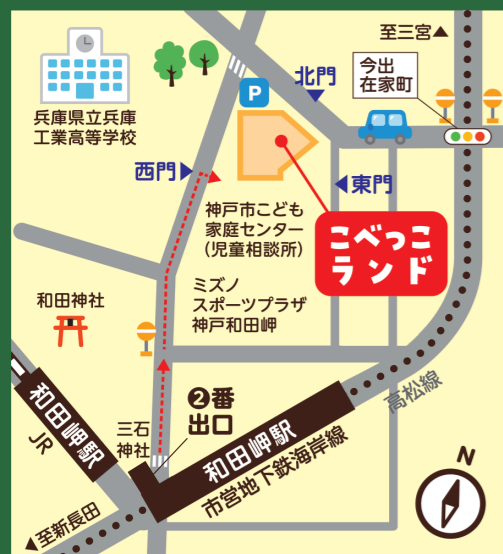 至三宮▲
今出
在家町
北門
P
兵庫県立兵庫
工業高等学校
西門
東門
神戸市こども
家庭センター
(児童相談所)
こべっこ
ランド
ミズノ
スポーツプラザ
神戸和田岬
和田神社
高松線
❷番
出口
三石
神社
和田岬駅
JR
和田岬駅
市営地下鉄海岸線
◀至新長田
N